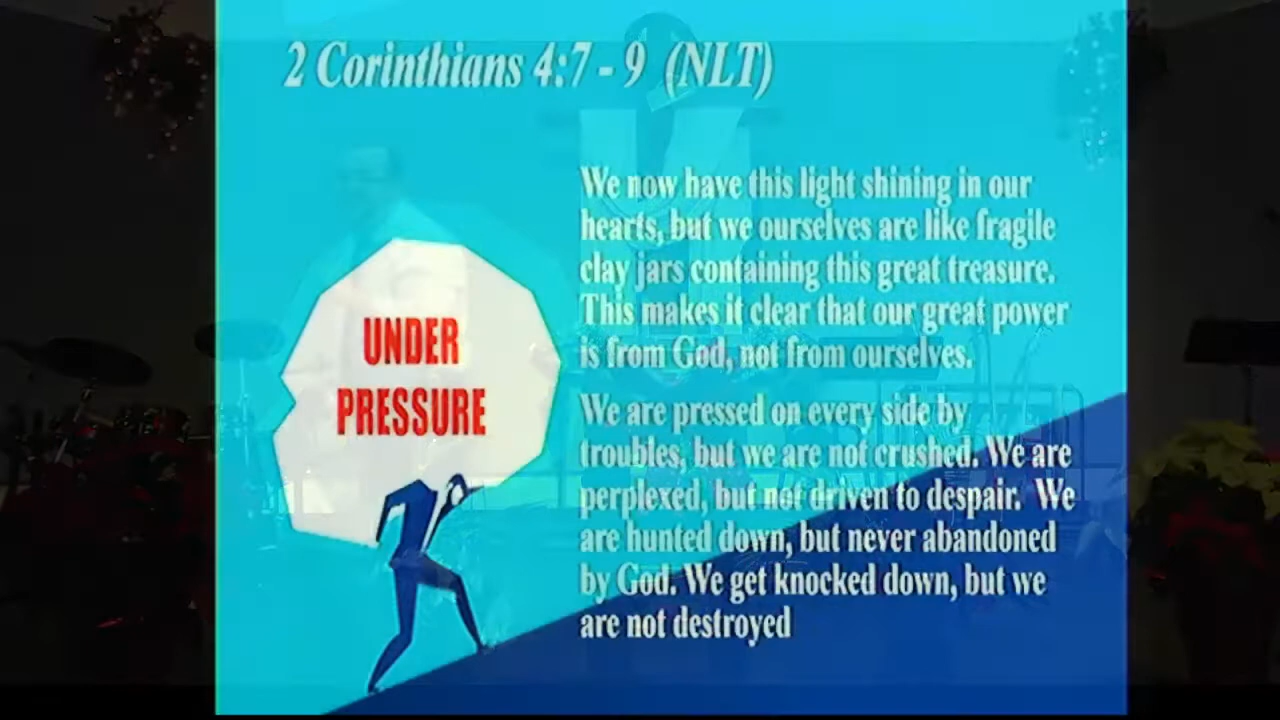 2 Corinthians 4:7 - 9 (NLT)
We now have this light shining in our
hearts, but we ourselves are like fragile
clay jars containing this great treasure.
This makes it clear that our great power
is from God, not from ourselves.
We are pressed on every side by
troubles, but we are not crushed. We are
perplexed, but not driven to despair. We
are hunted down, but never abandoned
by God. We get knocked down, but we
are not destroyed
UNDER
PRESSURE